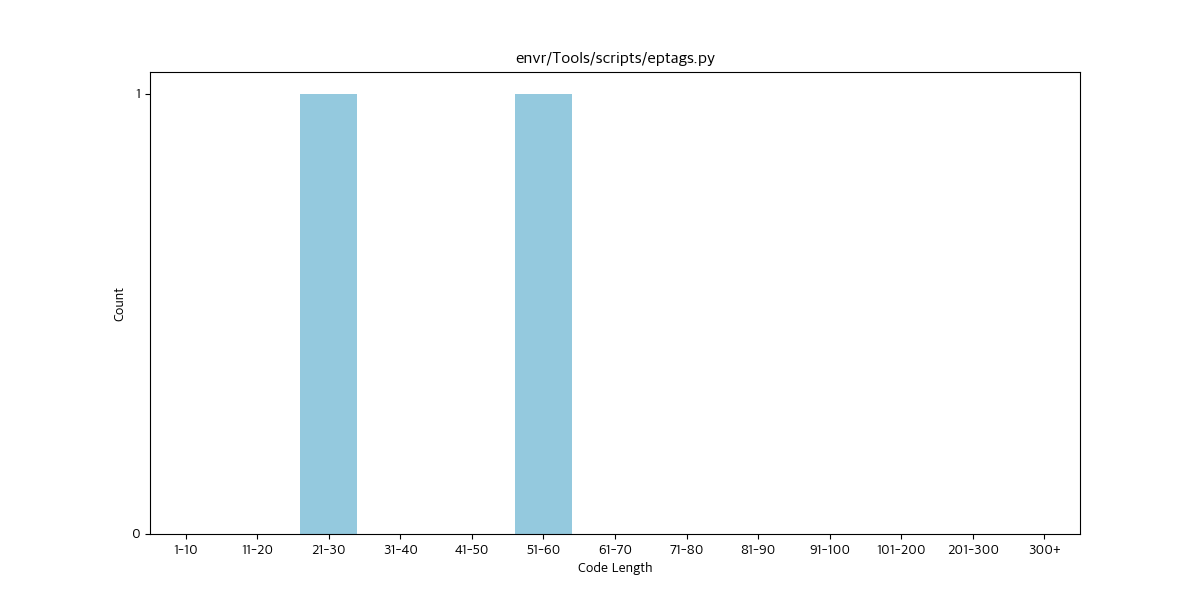 envr/Tools/scripts/eptags.py
1
0
Count
1-10 11-20 21-30 31-40 41-50 51-60 61-70 71-80 81-90 91-100 101-200 201-300 300+
Code Length